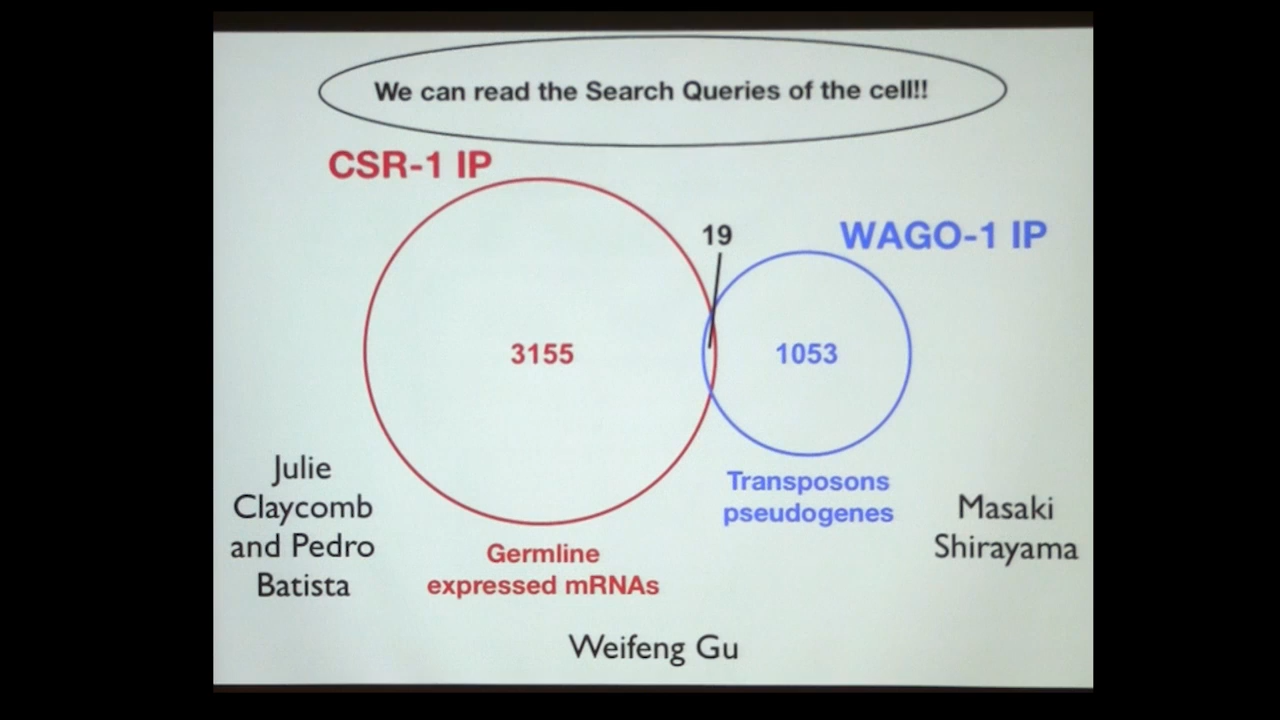 We can read the Search Queries of the cell!!
CSR-1 IP
19
WAGO-1 IP
3155
1053
Julie
Claycomb
and Pedro
Batista
Transposons
pseudogenes
Masaki
Shirayama
Germline
expressed mRNAs
Weifeng Gu